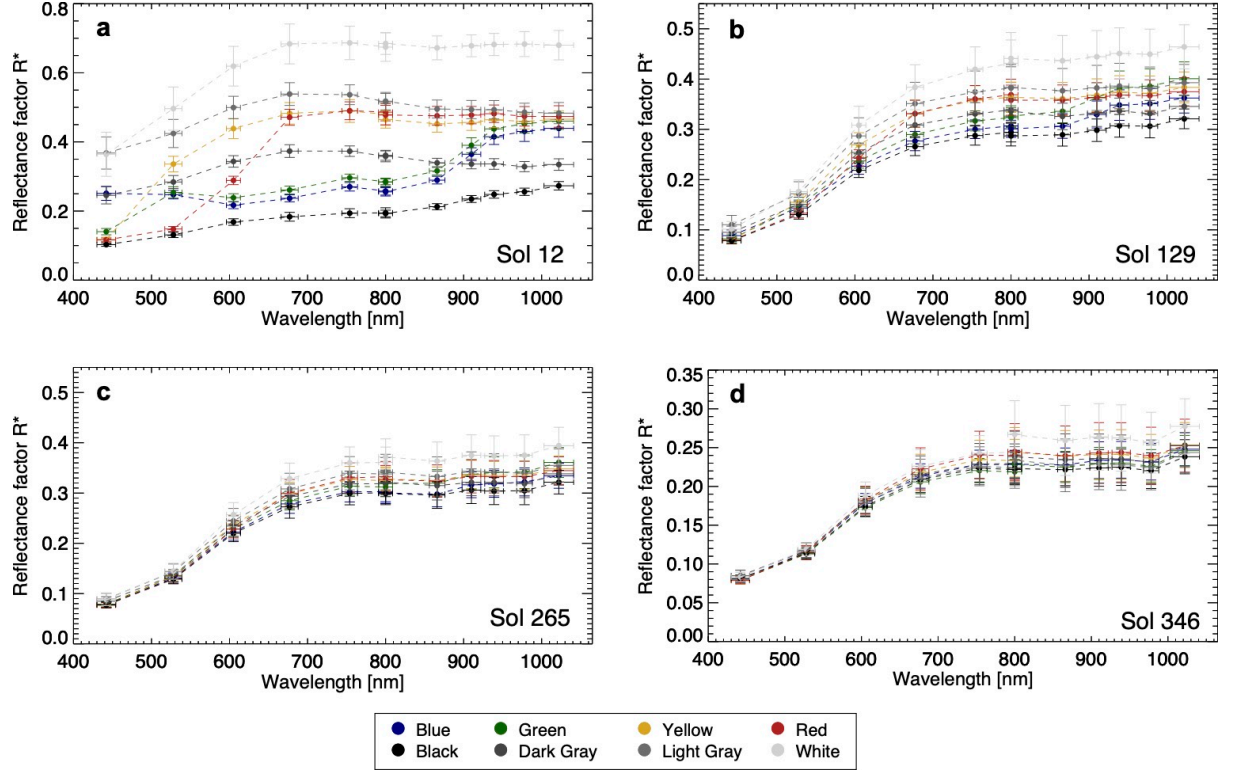 a
0.8
0.6
0.4
0.2
0.0
Reflectance factor R*
Sol 12
400 500 600 700 800 900 1000
Wavelength [nm]
b
0.5
0.4
0.3
0.2
0.1
0.0
Reflectance factor R*
Sol 129
400 500 600 700 800 900 1000
Wavelength [nm]
c
0.5
0.4
0.3
0.2
0.1
0.0
Reflectance factor R*
Sol 265
400 500 600 700 800 900 1000
Wavelength [nm]
d
0.35
0.30
0.25
0.20
0.15
0.10
0.05
0.00
Reflectance factor R*
Sol 346
400 500 600 700 800 900 1000
Wavelength [nm]
Blue Green Yellow Red
Black Dark Gray Light Gray White